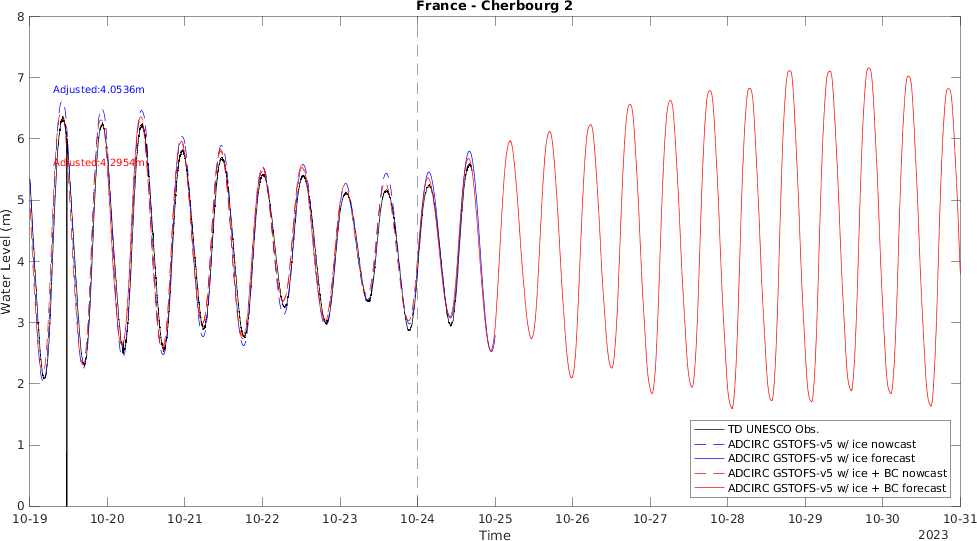 France - Cherbourg 2
8
7
6
5
4
3
2
1
0
Water Level (m)
Adjusted:4.0536m
Adjusted:4.2954m
TD UNESCO Obs.
ADCIRC GSTOFS-v5 w/ ice nowcast
ADCIRC GSTOFS-v5 w/ ice forecast
ADCIRC GSTOFS-v5 w/ ice + BC nowcast
ADCIRC GSTOFS-v5 w/ ice + BC forecast
10-19 10-20 10-21 10-22 10-23 10-24 10-25 10-26 10-27 10-28 10-29 10-30 10-31
Time
2023